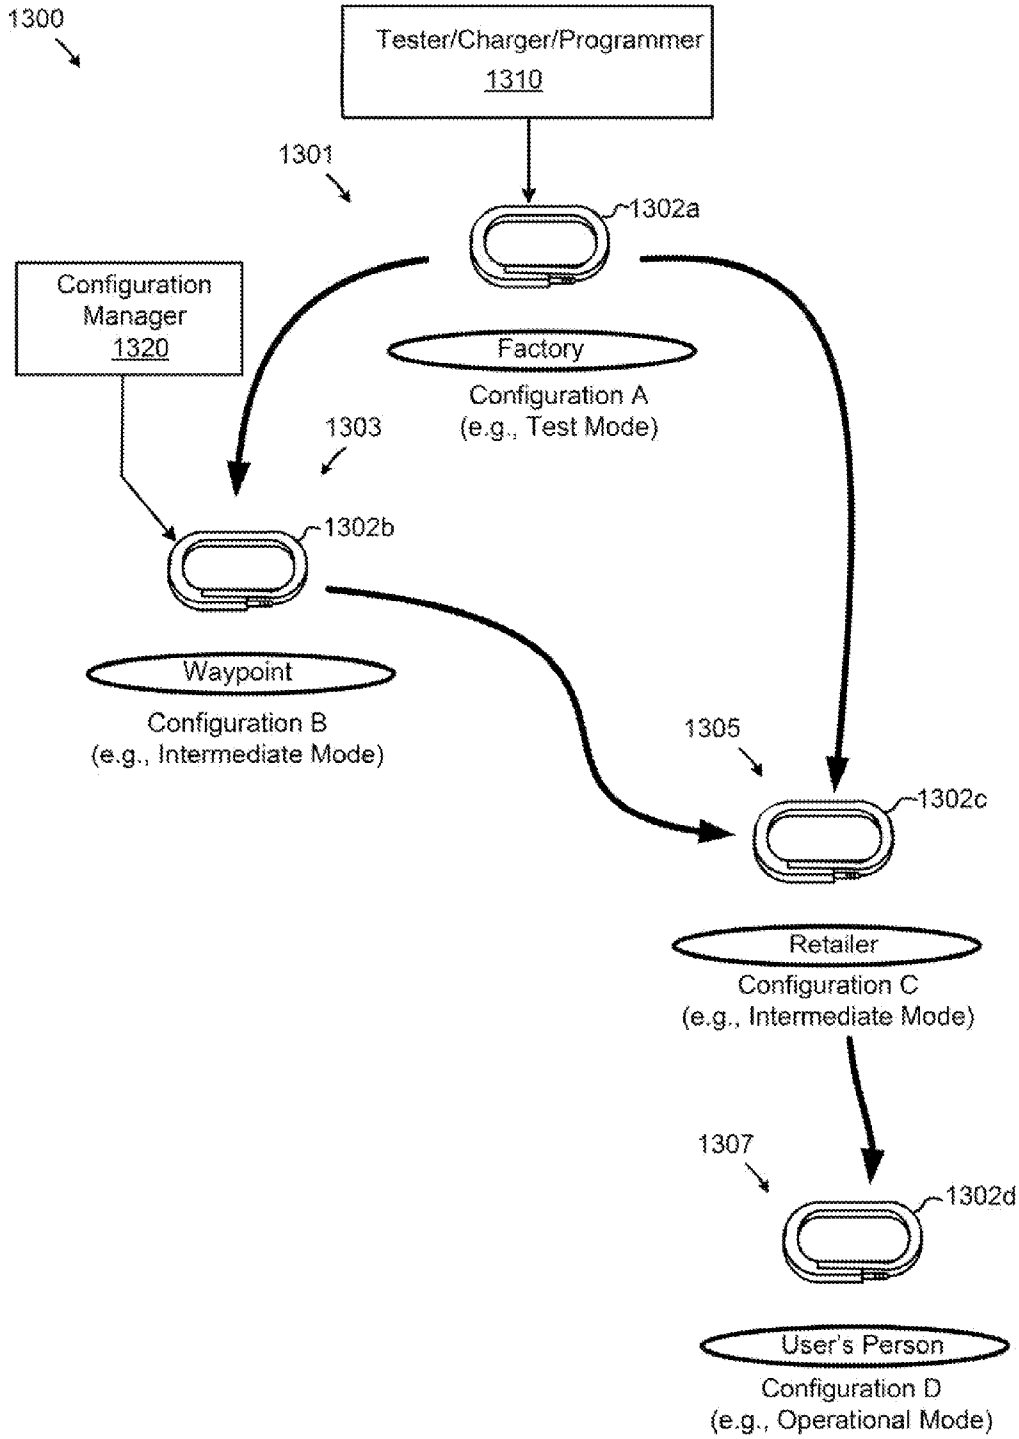 1300
Tester/Charger/Programmer
1310
1301
1302a
Configuration
Manager
1320
Factory
Configuration A
(e.g., Test Mode)
1303
1302b
Waypoint
Configuration B
(e.g., Intermediate Mode)
1305
1302c
Retailer
Configuration C
(e.g., Intermediate Mode)
1307
1302d
User's Person
Configuration D
(e.g., Operational Mode)